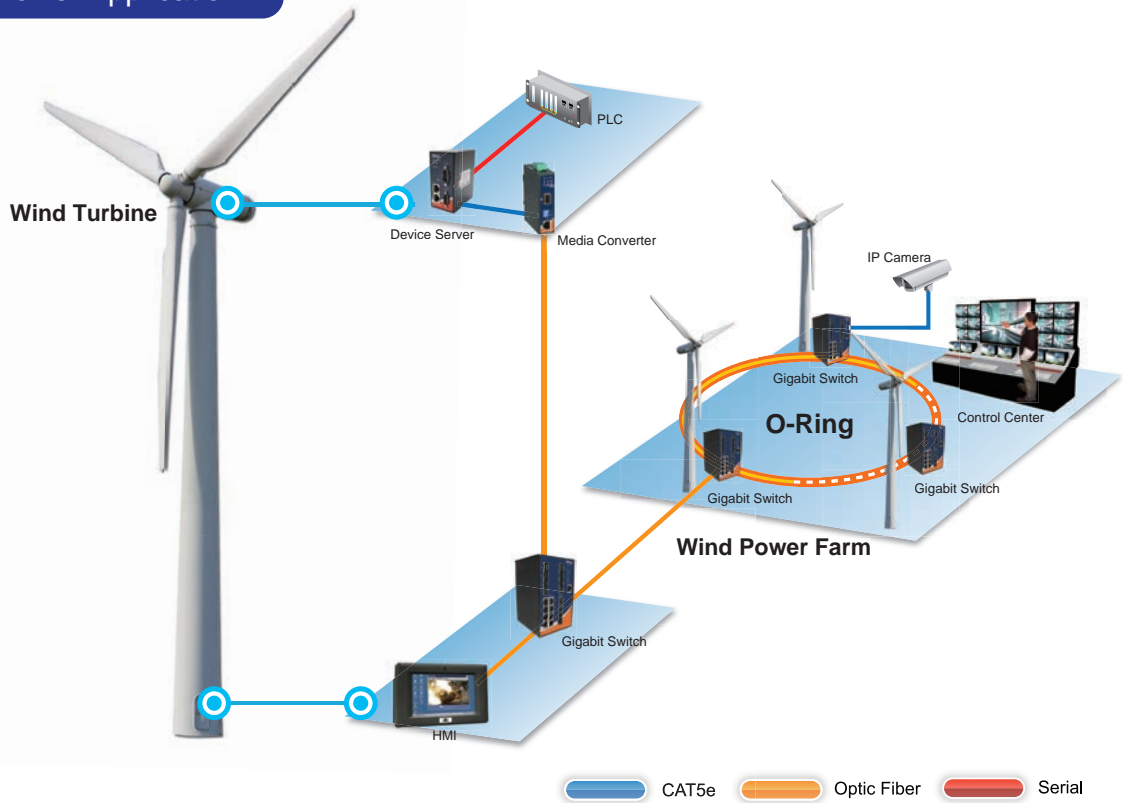 Application
PLC
Wind Turbine
Device Server
Media Converter
IP Camera
Gigabit Switch
O-Ring
Control Center
Gigabit Switch
Gigabit Switch
Wind Power Farm
Gigabit Switch
HMI
CAT5e
Optic Fiber
Serial